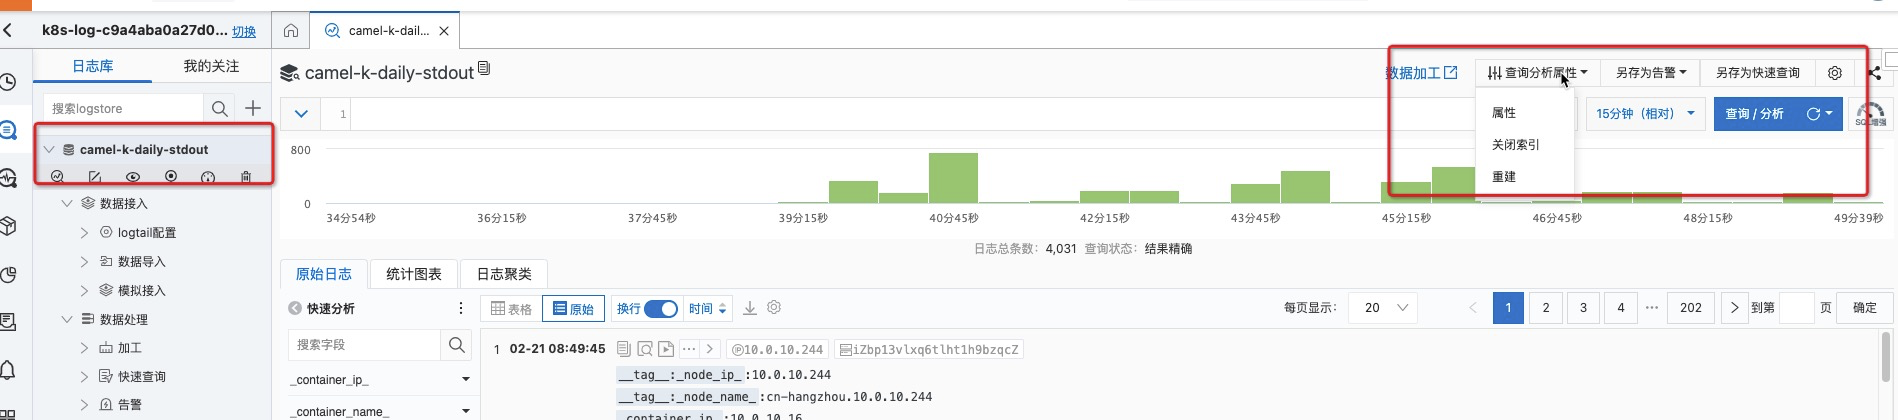 k8s-log-c9a4aba0a27d0... 切换
camel-k-dail...
日志库 我的关注
camel-k-daily-stdout
数据加工 查询分析属性 另存为告警 另存为快速查询
搜索logstore
1
15分钟（相对） 查询 / 分析 SQL增强
属性
关闭索引
重建
camel-k-daily-stdout
800
0
34分54秒 36分15秒 37分45秒 39分15秒 40分45秒 42分15秒 43分45秒 45分15秒 46分45秒 48分15秒 49分39秒
日志总条数: 4,031 查询状态: 结果精确
数据接入
logtail配置
数据导入
模拟接入
数据处理
加工
快速查询
告警
原始日志 统计图表 日志聚类
快速分析
表格 原始 换行 时间
每页显示: 20 1 2 3 4 ··· 202 到第 页 确定
搜索字段
_container_ip_
_container_name_
1 02-21 08:49:45 ··· 10.0.10.244 iZbp13vlxq6tlht1h9bzqcZ
__tag__:_node_ip_ :10.0.10.244
__tag__:_node_name_ :cn-hangzhou.10.0.10.244
_container_ip_ :10.0.10.16